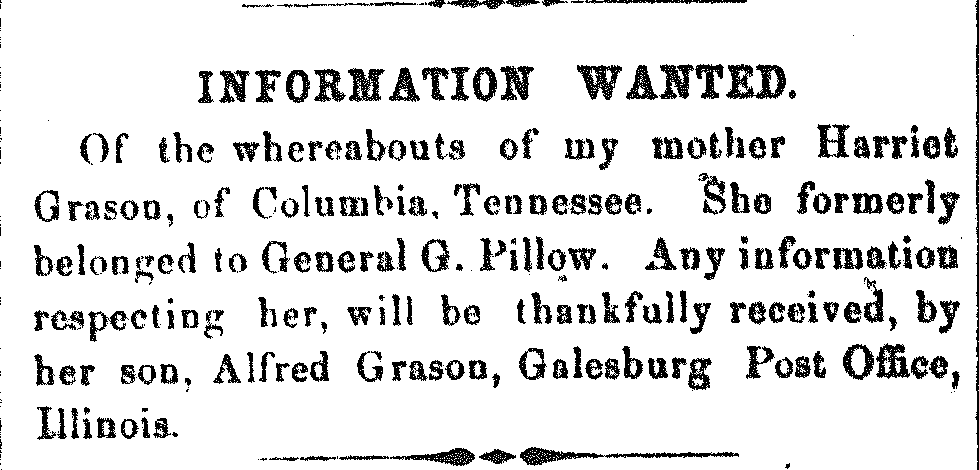 INFORMATION WANTED.
Of the whereabouts of my mother Harriet
Grason, of Columbia, Tennessee. She formerly
belonged to General G. Pillow. Any information
respecting her, will be thankfully received, by
her son, Alfred Grason, Galesburg Post Office,
Illinois.